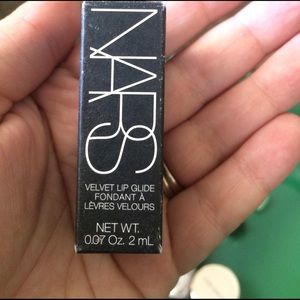 NARS
VELVET LIP GLIDE
FONDANT À
LÈVRES VELOURS
NET WT.
0.07 Oz. 2 mL